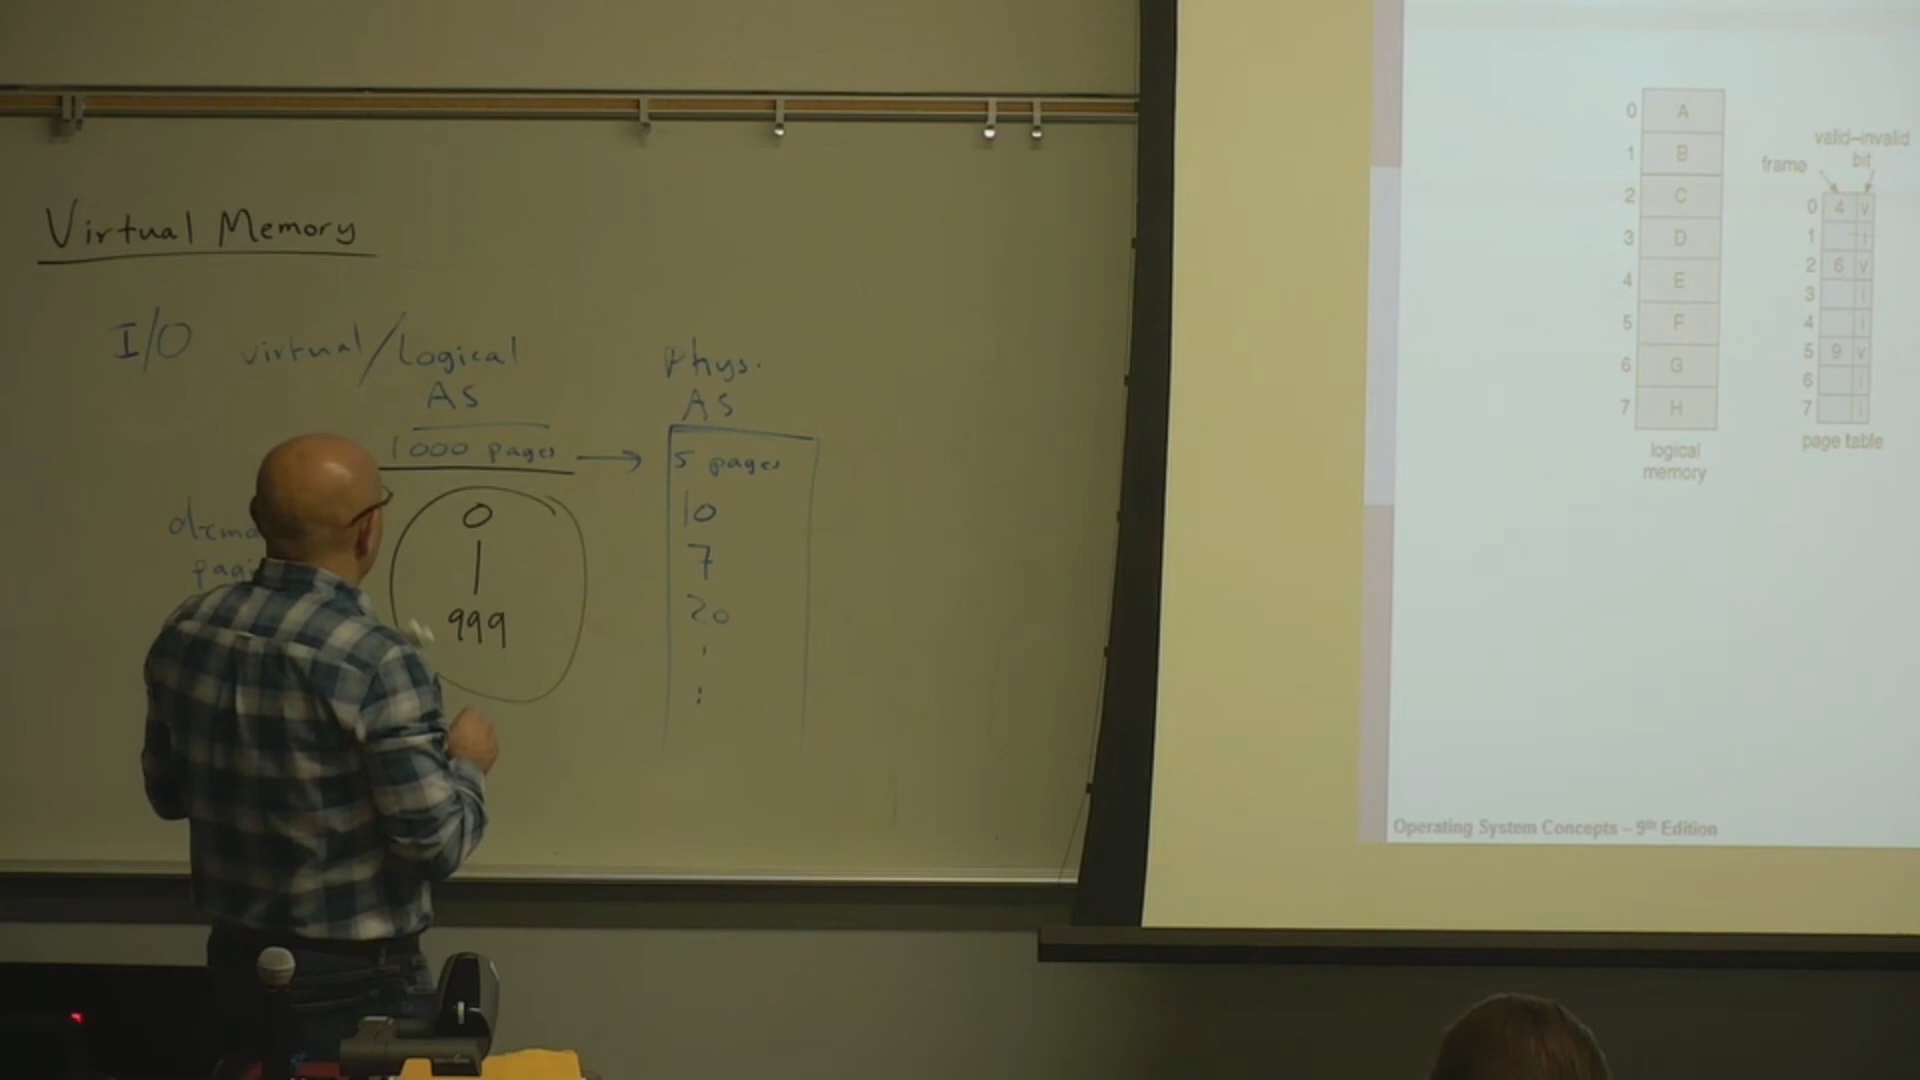 Virtual Memory
I/O
virtual/Logical
AS
1000 pages
0
999
Phys.
AS
5 pages
10
7
20
0 A
1 B
2 C
3 D
4 E
5 F
6 G
7 H
logical
memory
valid–invalid
bit
frame
0 4 v
1 i
2 6 v
3 i
4 i
5 9 v
6 i
7 i
page table
Operating System Concepts – 9th Edition